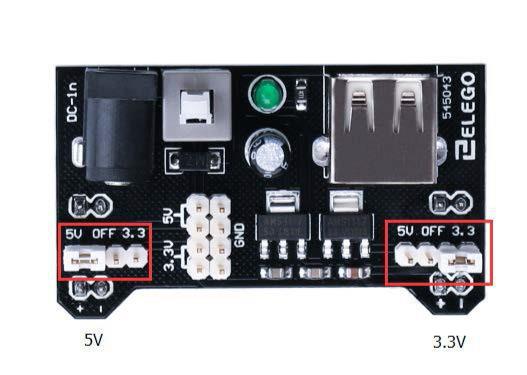 DC-in
545043
ELEGO
5V
GND
3.3V
5V OFF 3.3
5V OFF 3.3
+ -
+ -
5V
3.3V